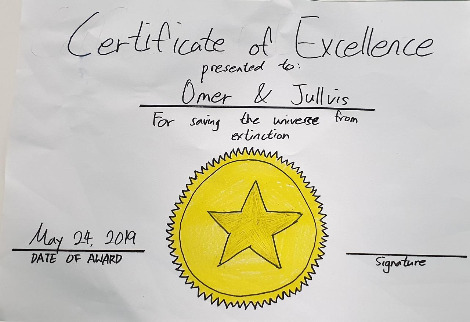 Certificate of Excellence
presented to:
Omer & Jullvis
For saving the universe from
extinction
May 24, 2019
DATE OF AWARD
Signature